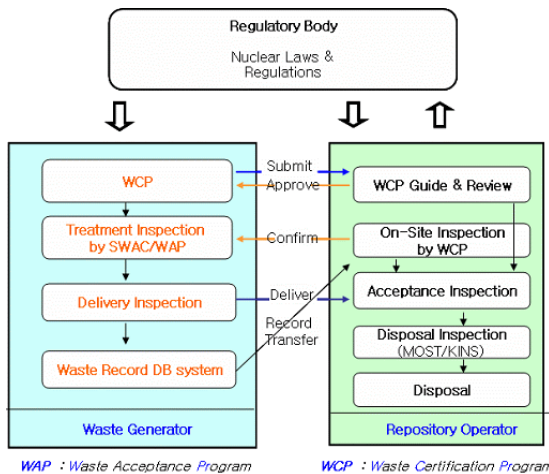 Regulatory Body
Nuclear Laws &
Regulations
WCP
Submit
Approve
WCP Guide & Review
Treatment Inspection
by SWAC/WAP
Confirm
On-Site Inspection
by WCP
Delivery Inspection
Deliver
Record
Transfer
Acceptance Inspection
Waste Record DB system
Disposal Inspection
(MOST/KINS)
Disposal
Waste Generator
Repository Operator
WAP : Waste Acceptance Program
WCP : Waste Certification Program